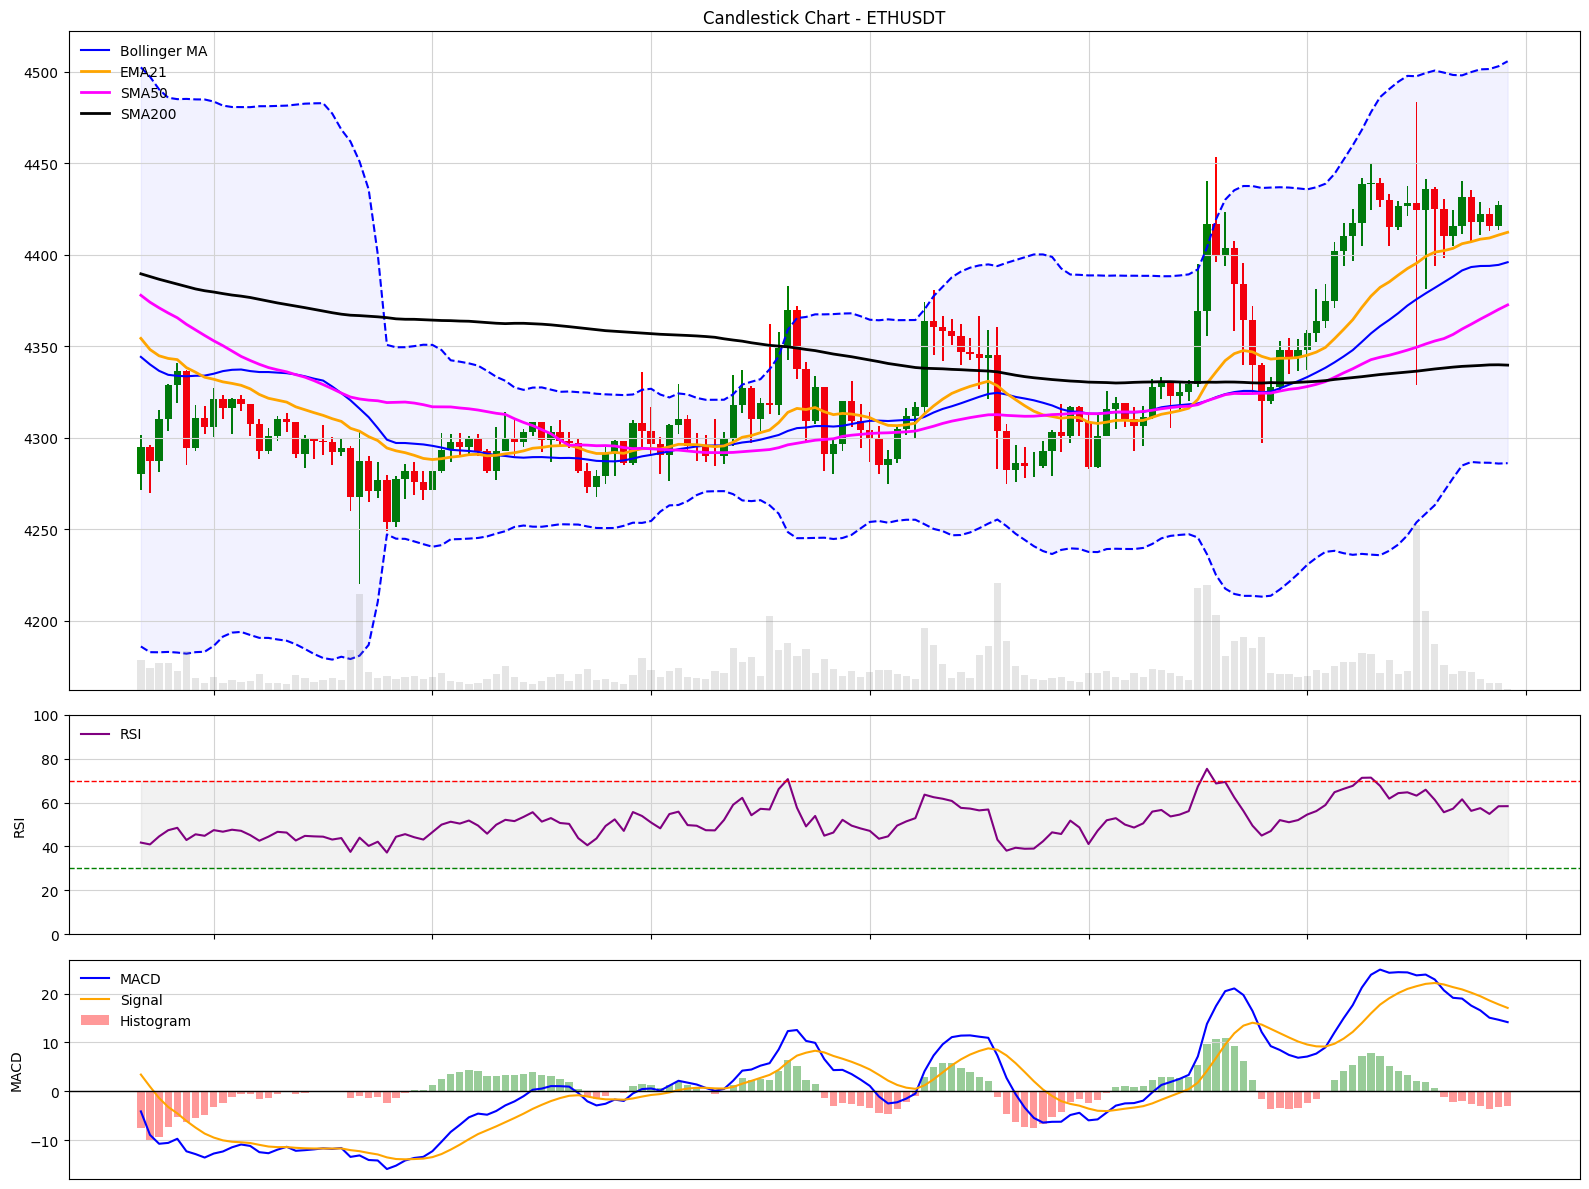 Candlestick Chart - ETHUSDT
Bollinger MA
EMA21
SMA50
SMA200
4500
4450
4400
4350
4300
4250
4200
RSI
100
80
60
40
20
0
RSI
MACD
Signal
Histogram
20
10
0
−10
MACD